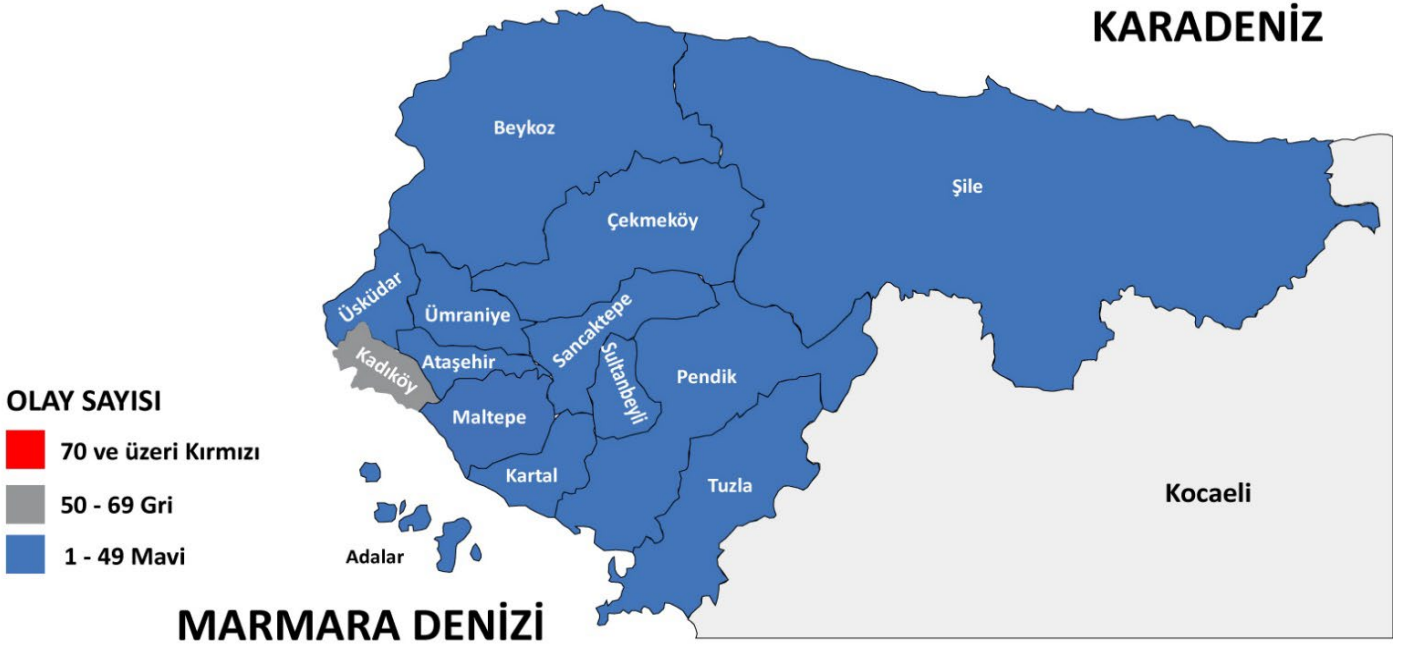 KARADENİZ
Beykoz
Şile
Çekmeköy
Üsküdar
Ümraniye
Sancaktepe
Kadıköy
Ataşehir
Sultanbeyli
Pendik
Maltepe
Kartal
Tuzla
Kocaeli
Adalar
OLAY SAYISI
70 ve üzeri Kırmızı
50 - 69 Gri
1 - 49 Mavi
MARMARA DENİZİ